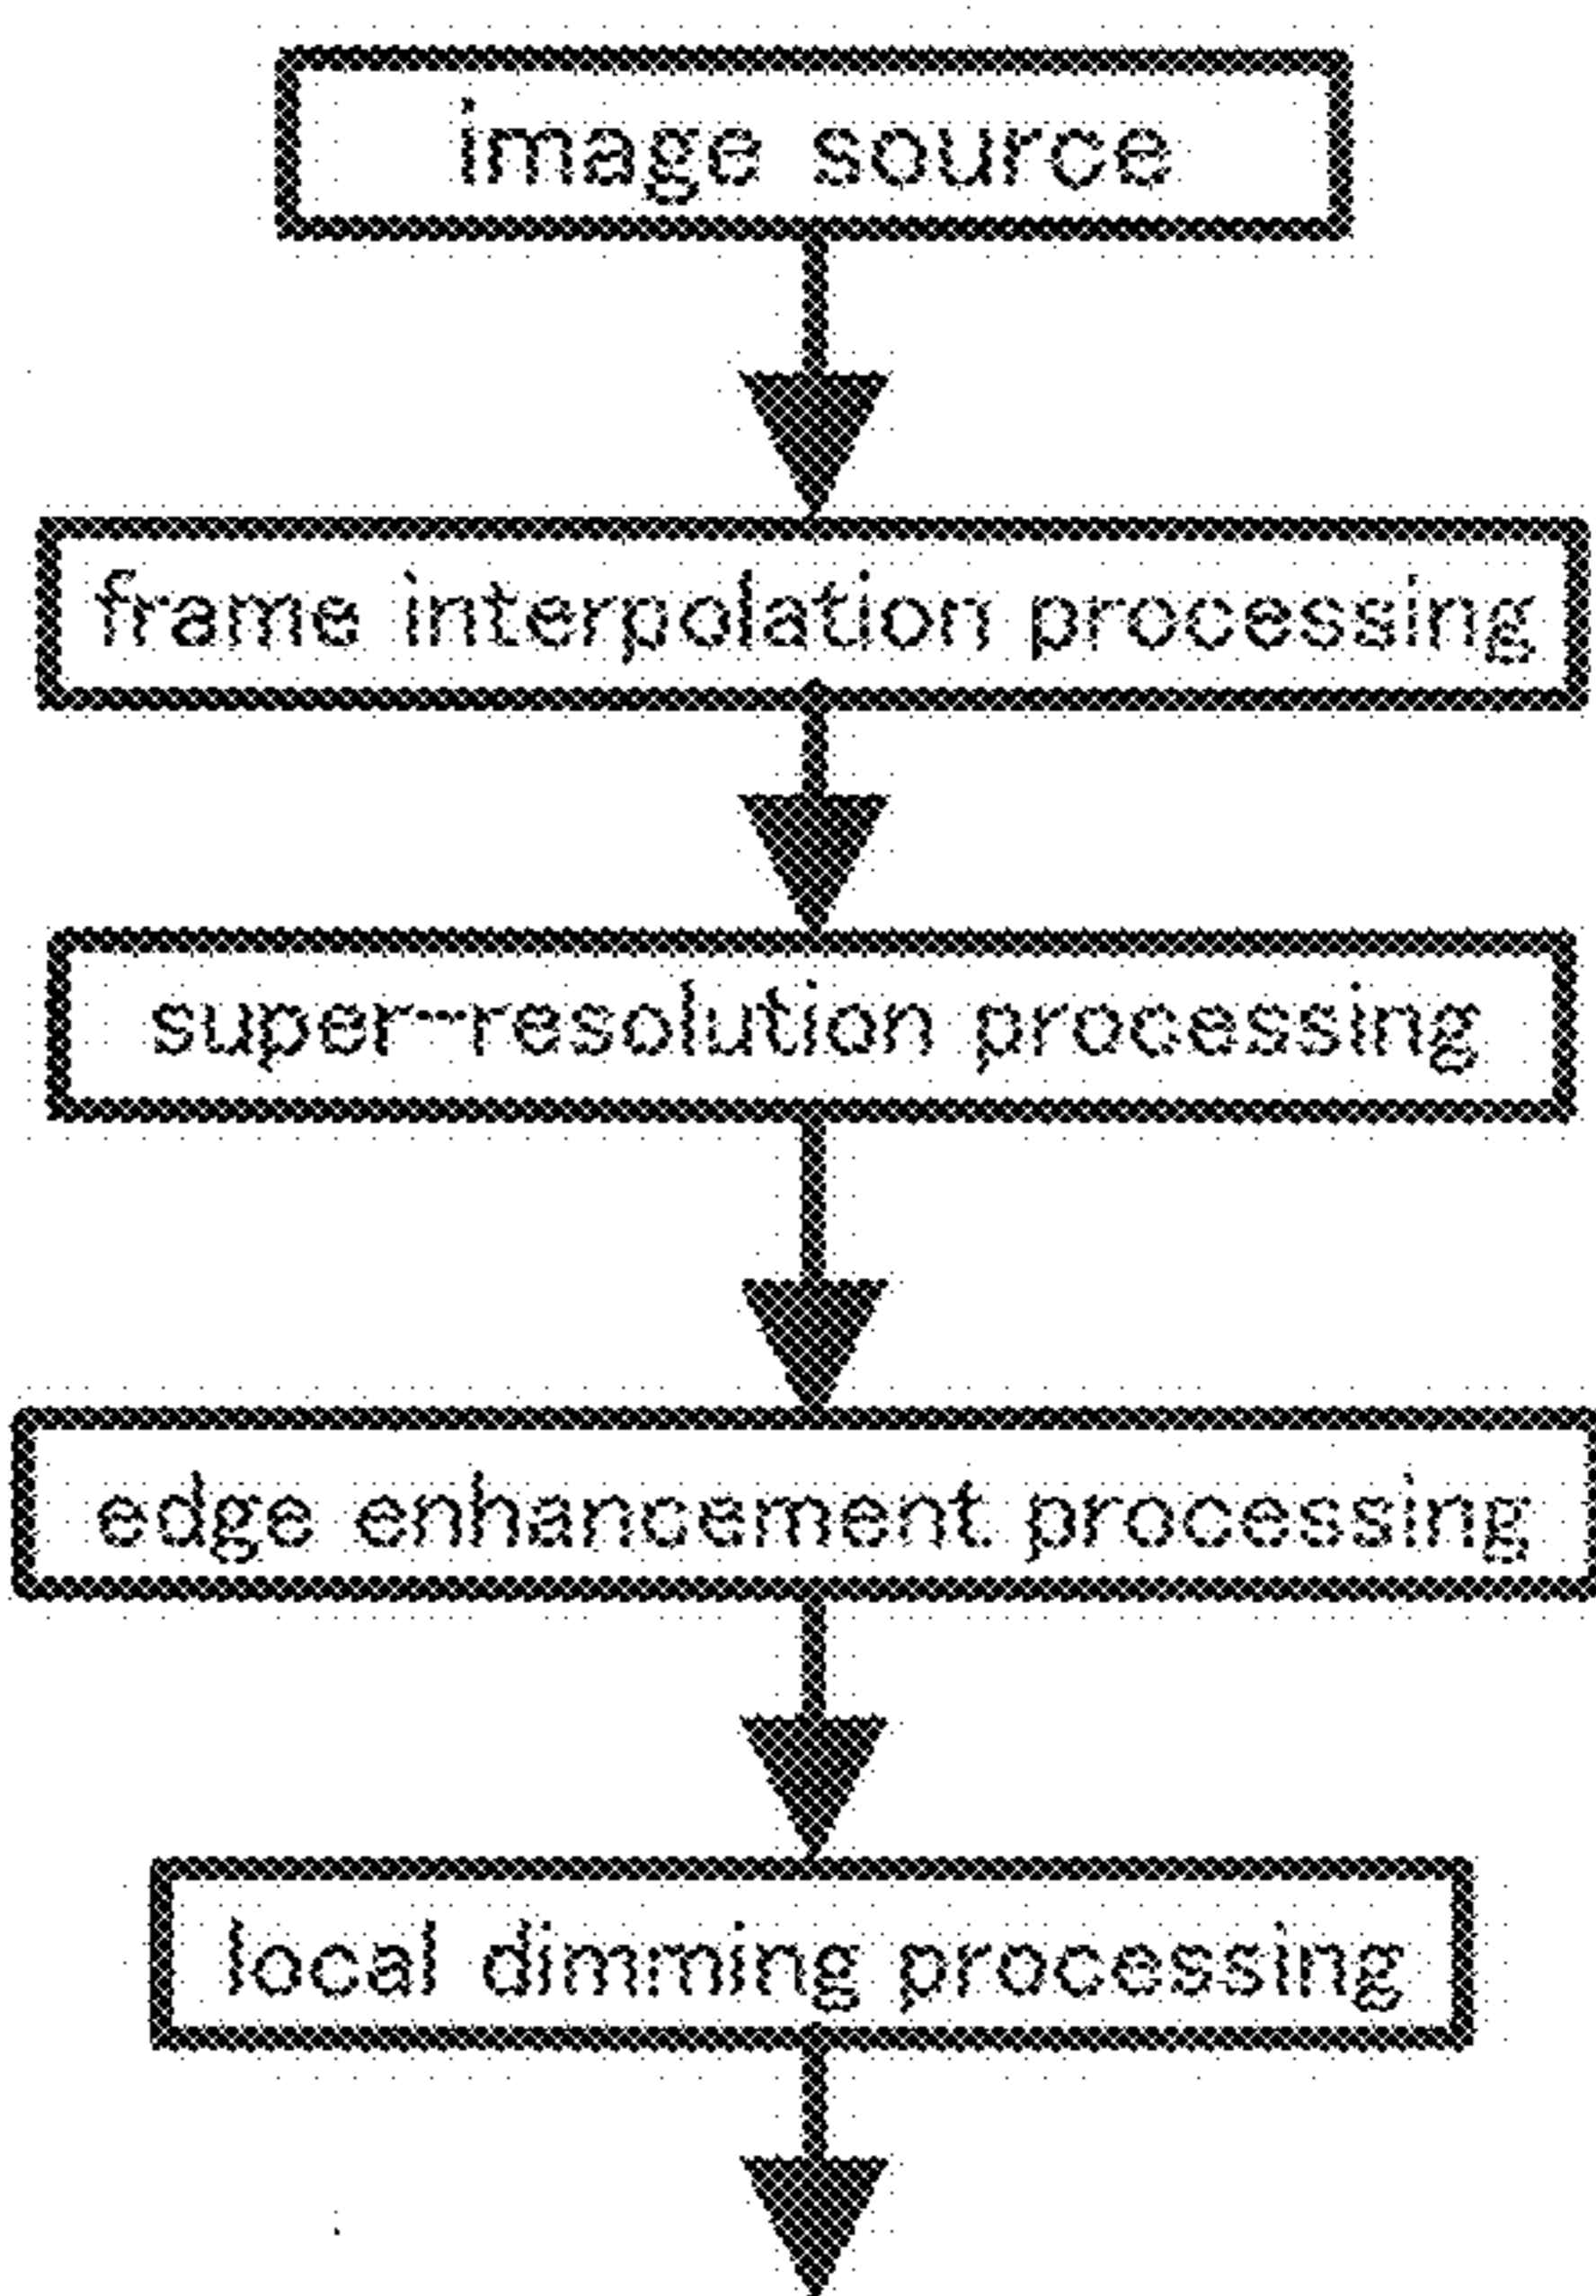 image source
frame interpolation processing
super-resolution processing
edge enhancement processing
local dimming processing